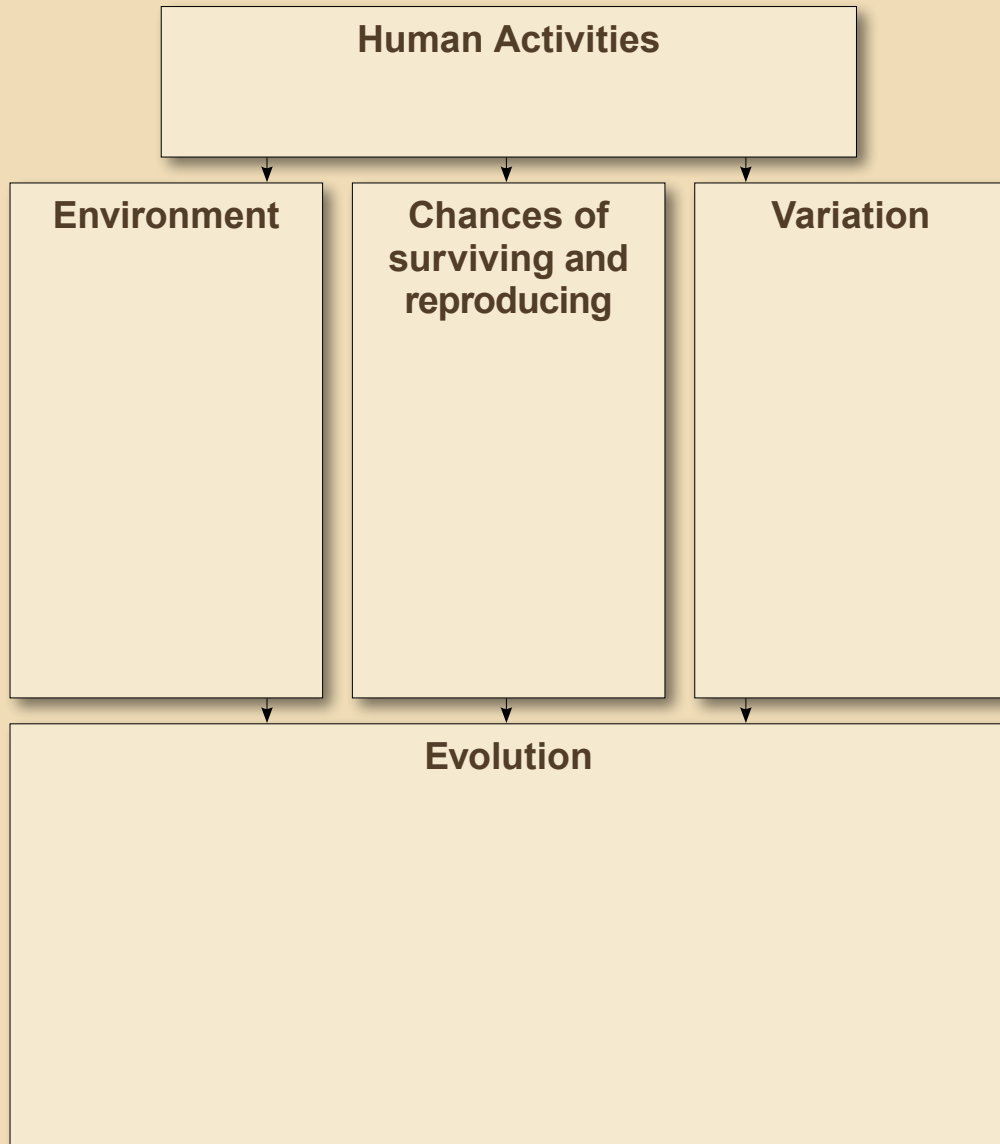 Human Activities
Environment
Chances of
surviving and
reproducing
Variation
Evolution